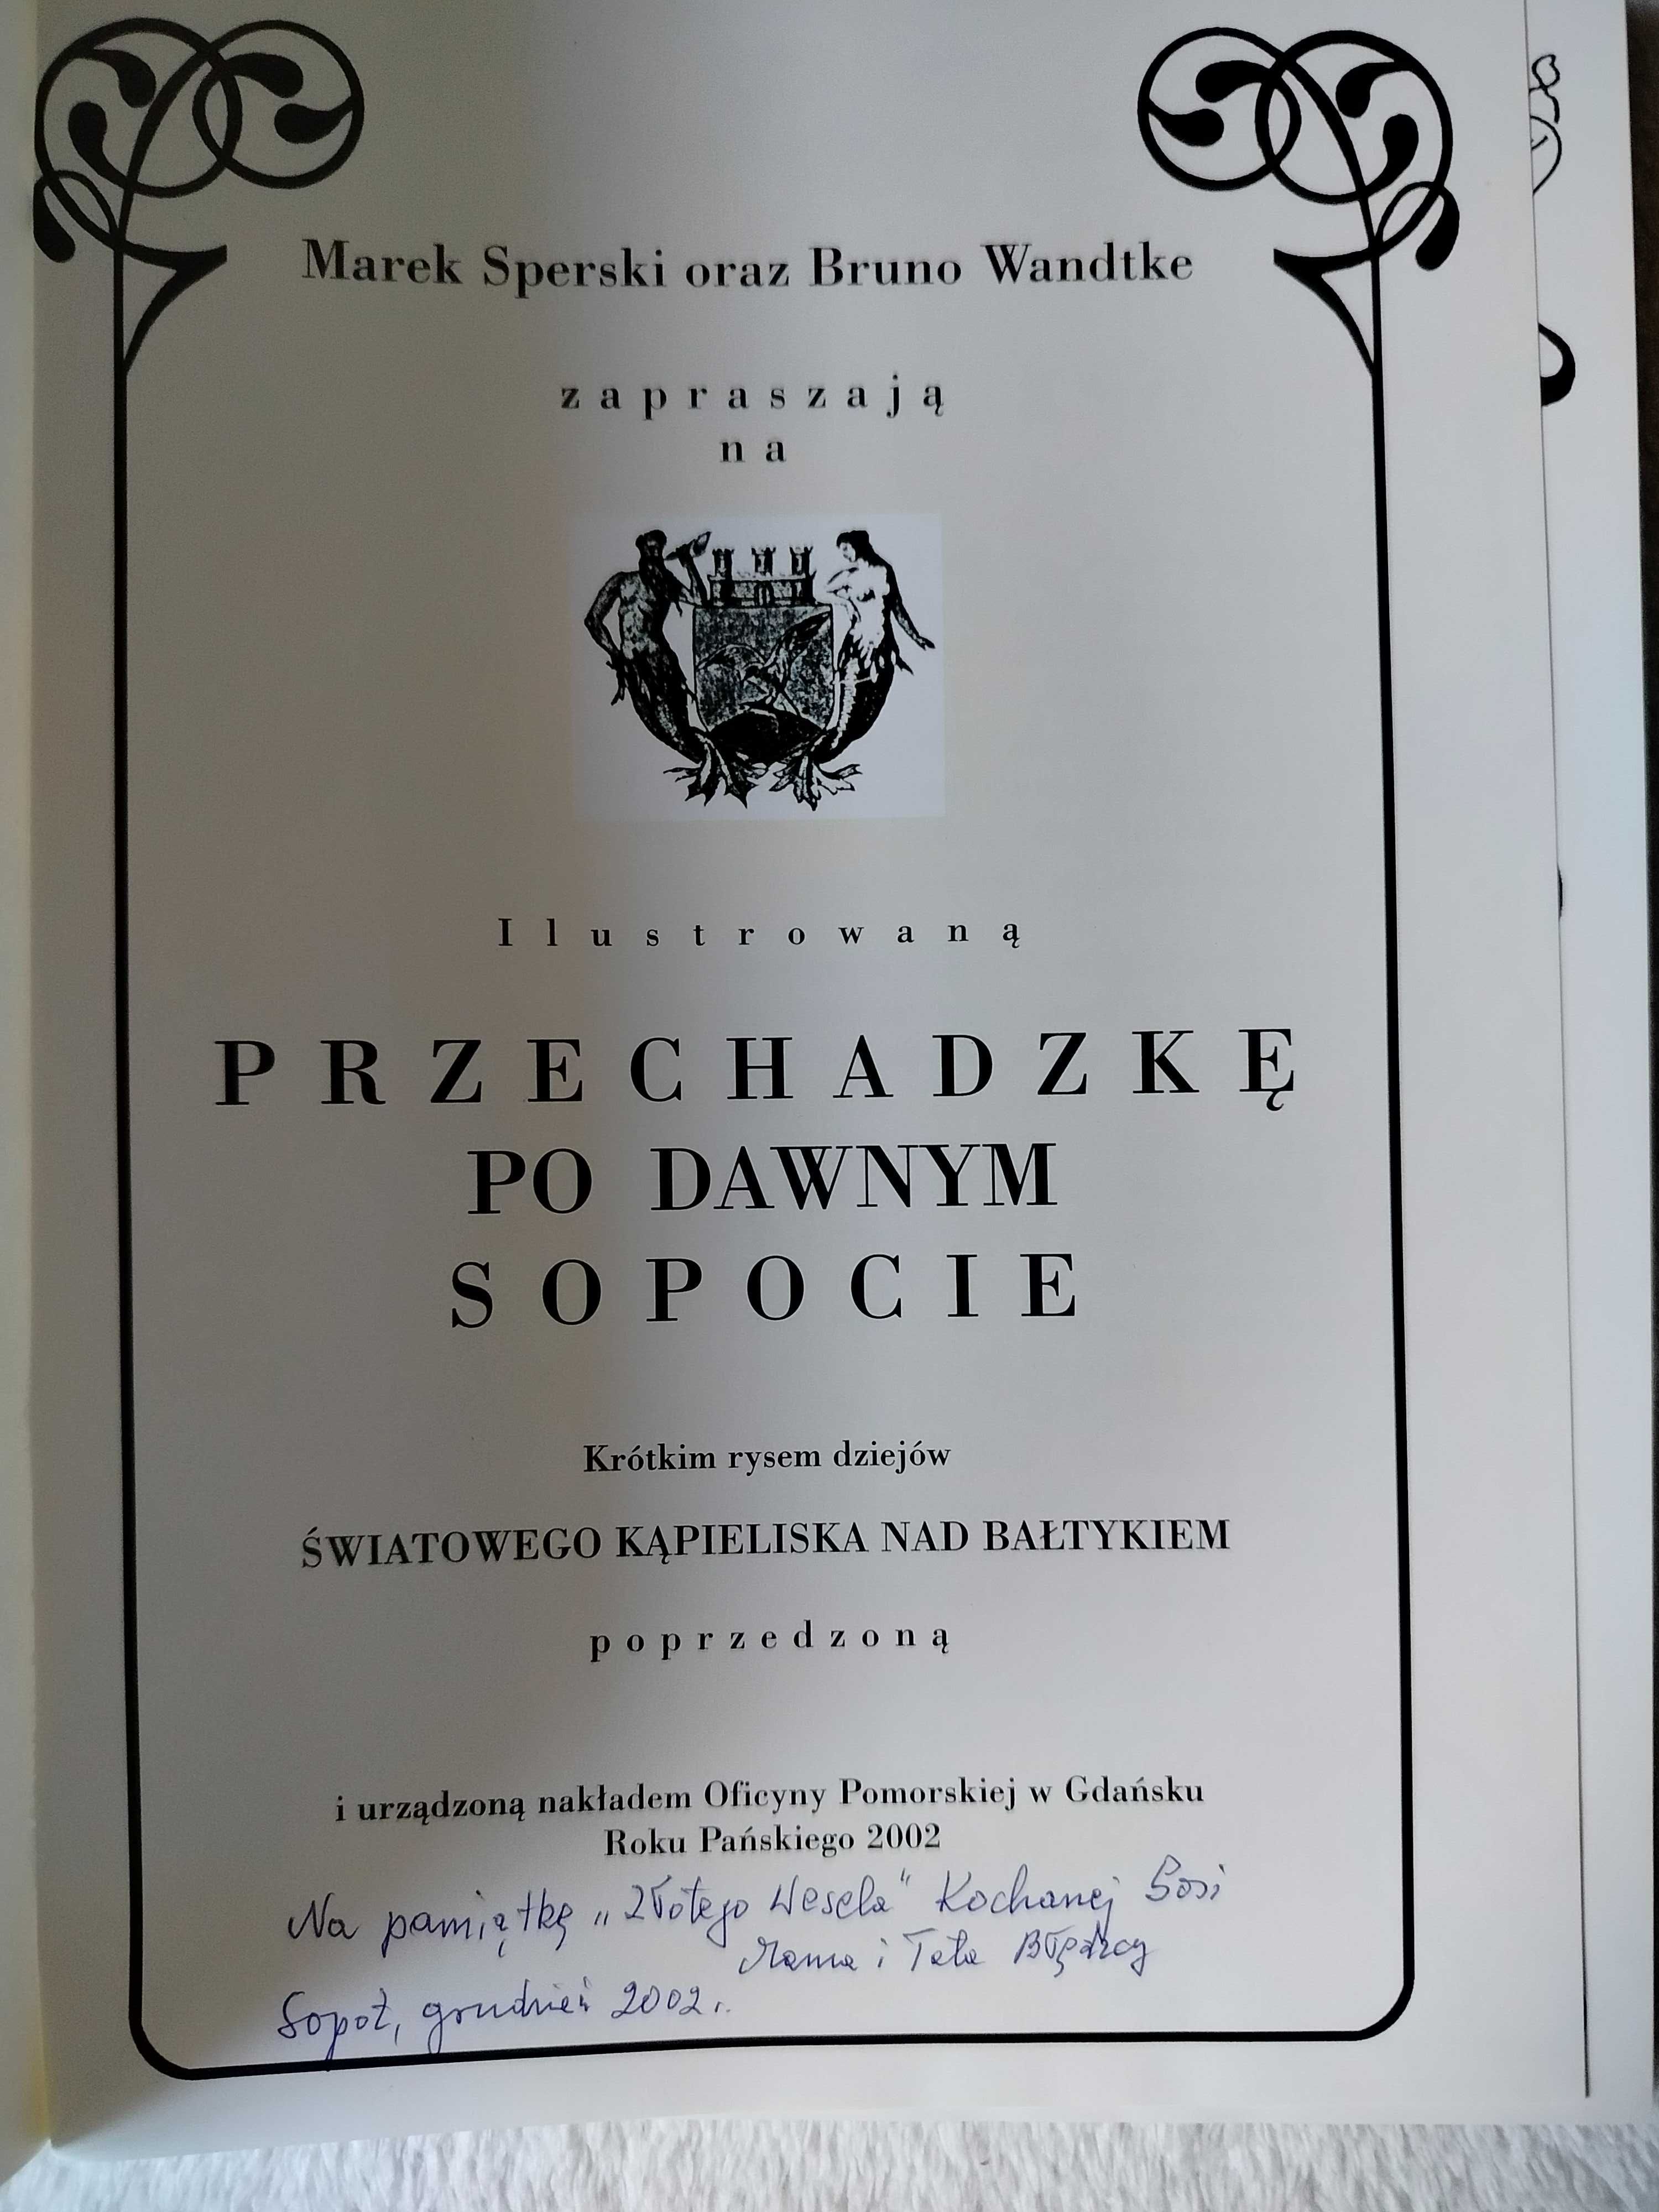 Marek Sperski oraz Bruno Wandtke
zapraszają
na
Ilustrowaną
PRZECHADZKĘ
PO DAWNYM
SOPOCIE
Krótkim rysem dziejów
ŚWIATOWEGO KĄPIELISKA NAD BAŁTYKIEM
poprzedzoną
i urządzoną nakładem Oficyny Pomorskiej w Gdańsku
Roku Pańskiego 2002
Na pamiątkę „Złotego Wesela" Kochanej
Mama i Tata
Sopot, grudzień 2002 r.